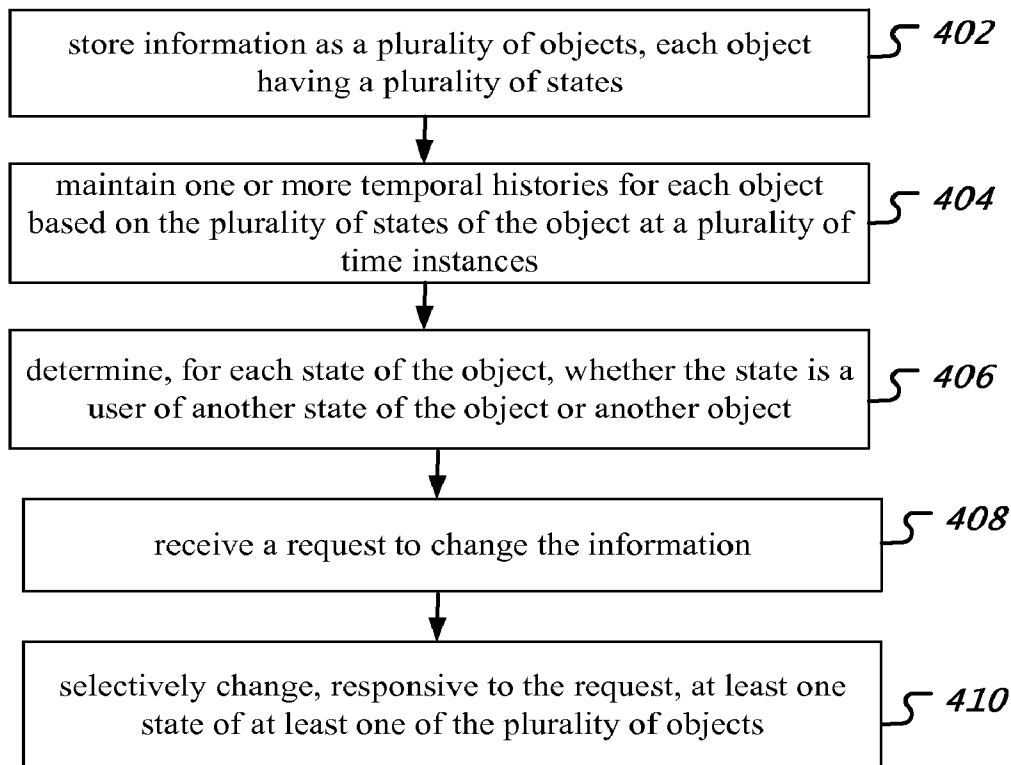 store information as a plurality of objects, each object
having a plurality of states
402
maintain one or more temporal histories for each object
based on the plurality of states of the object at a plurality of
time instances
404
determine, for each state of the object, whether the state is a
user of another state of the object or another object
406
receive a request to change the information
408
selectively change, responsive to the request, at least one
state of at least one of the plurality of objects
410